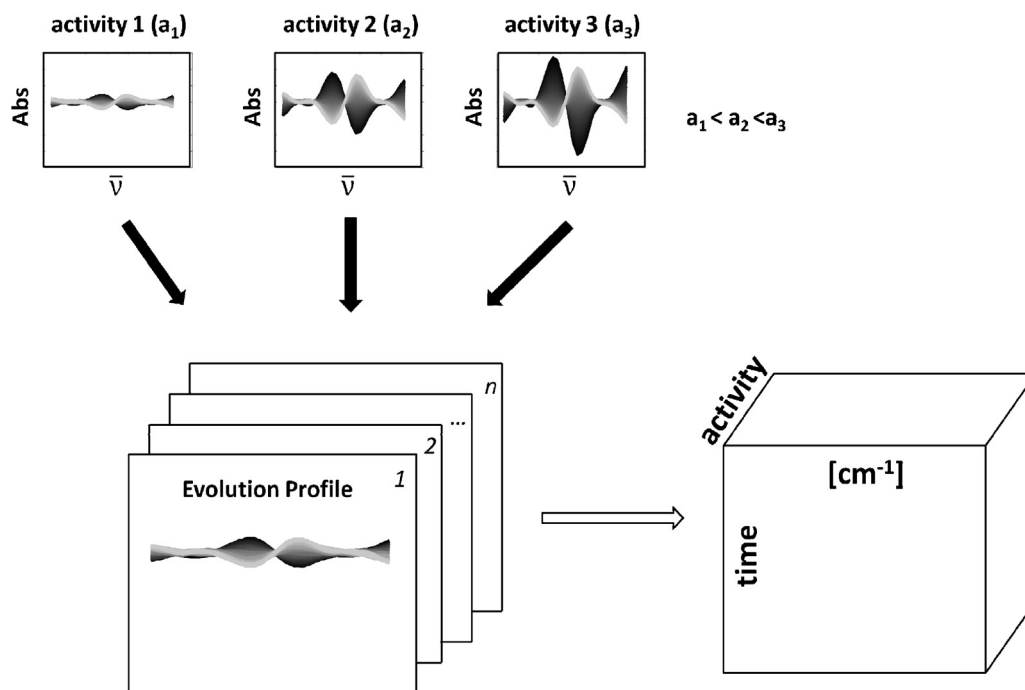 activity 1 (a₁)
activity 2 (a₂)
activity 3 (a₃)
Abs
Abs
Abs
a₁ < a₂ <a₃
ν̅
ν̅
ν̅
n
...
2
1
Evolution Profile
activity
[cm⁻¹]
time